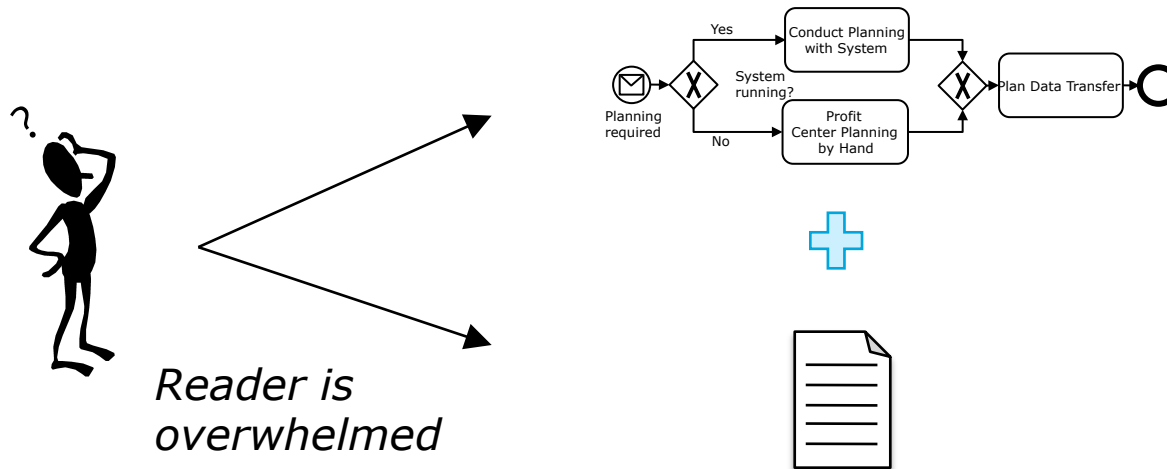 ?
Yes
Conduct Planning
with System
System
running?
Planning
required
Plan Data Transfer
No
Profit
Center Planning
by Hand
Reader is
overwhelmed